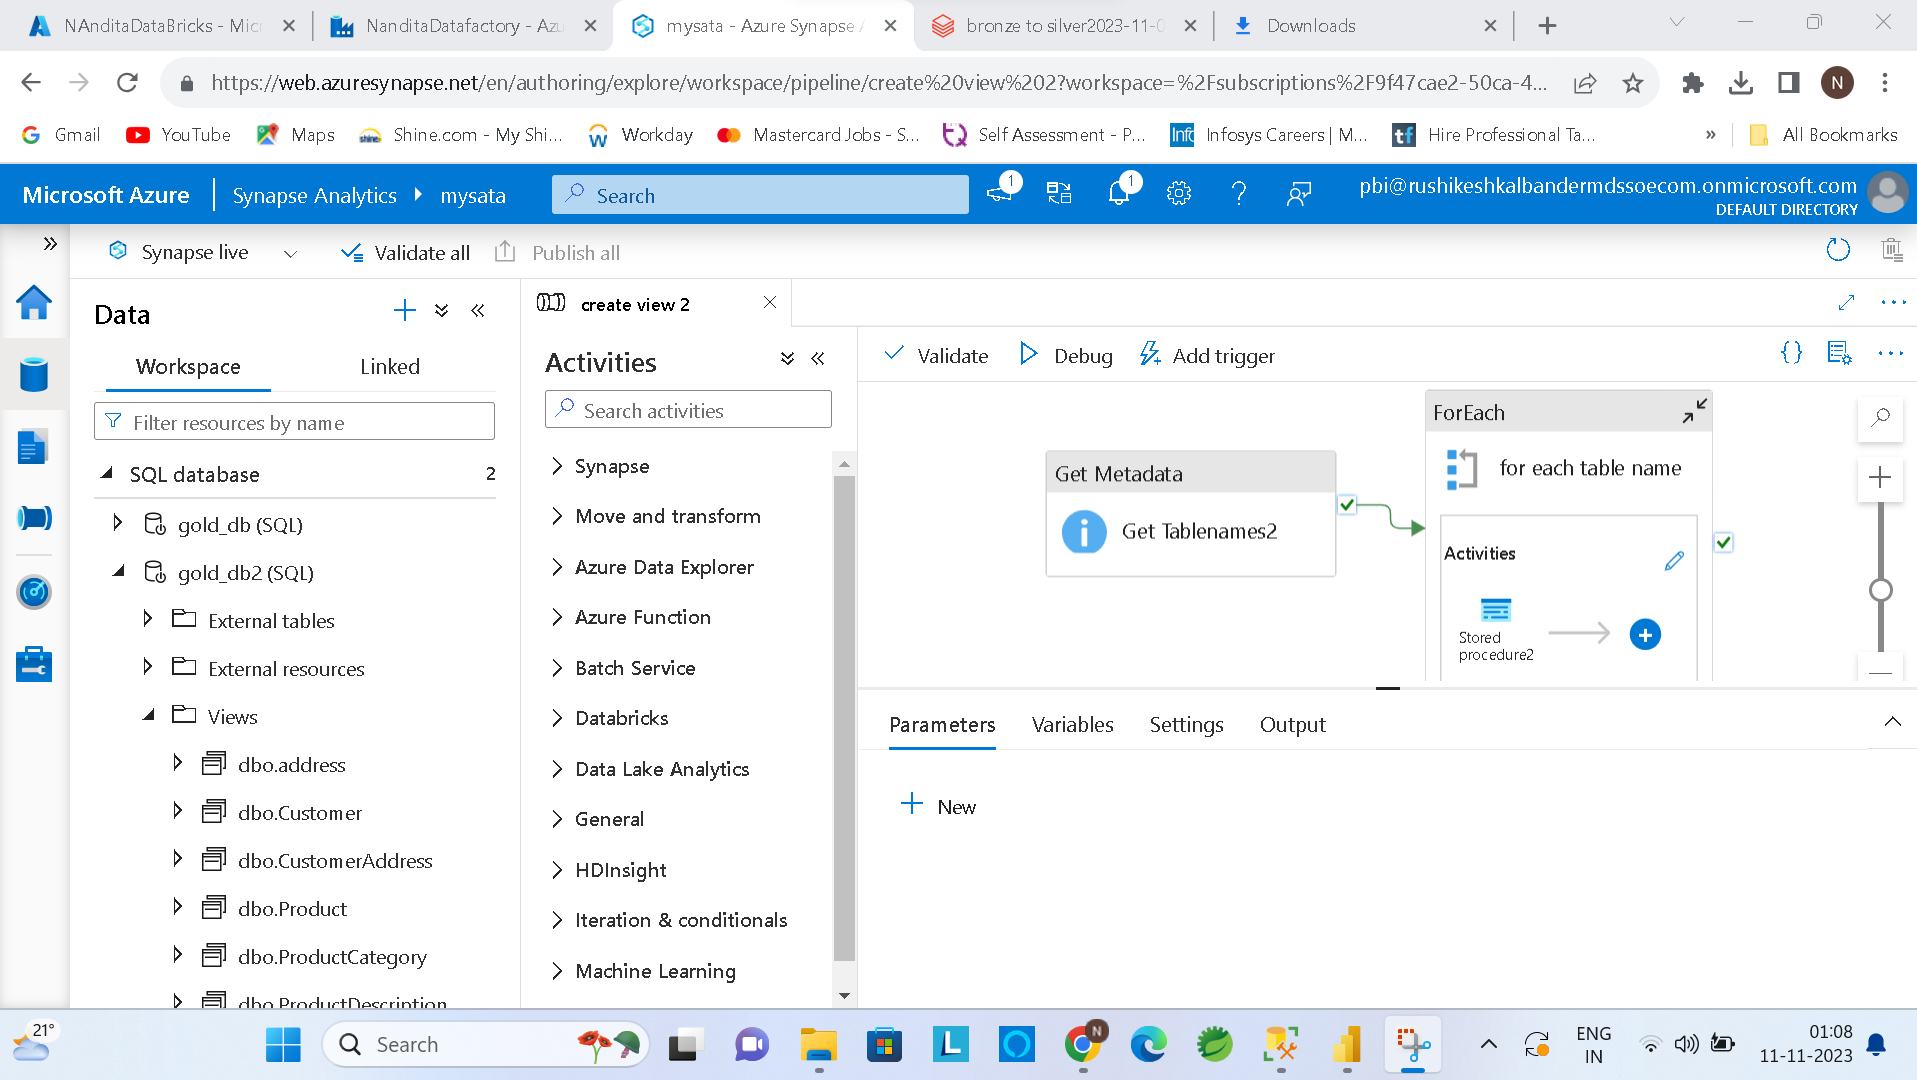 NAnditaDataBricks - Mic
NanditaDatafactory - Azu
mysata - Azure Synapse A
bronze to silver2023-11-0
Downloads
https://web.azuresynapse.net/en/authoring/explore/workspace/pipeline/create%20view%202?workspace=%2Fsubscriptions%2F9f47cae2-50ca-4...
N
Gmail
YouTube
Maps
Shine.com - My Shi...
Workday
Mastercard Jobs - S...
Self Assessment - P...
Infosys Careers | M...
Hire Professional Ta...
»
All Bookmarks
Microsoft Azure
Synapse Analytics
mysata
Search
1
1
pbi@rushikeshkalbandermdssoecom.onmicrosoft.com
DEFAULT DIRECTORY
Synapse live
Validate all
Publish all
Data
create view 2
Workspace
Linked
Filter resources by name
SQL database
2
gold_db (SQL)
gold_db2 (SQL)
External tables
External resources
Views
dbo.address
dbo.Customer
dbo.CustomerAddress
dbo.Product
dbo.ProductCategory
dbo.ProductDescription
Activities
Search activities
Synapse
Move and transform
Azure Data Explorer
Azure Function
Batch Service
Databricks
Data Lake Analytics
General
HDInsight
Iteration & conditionals
Machine Learning
Validate
Debug
Add trigger
Get Metadata
Get Tablenames2
ForEach
for each table name
Activities
Stored
procedure2
Parameters
Variables
Settings
Output
New
21°
Search
N
ENG
IN
01:08
11-11-2023